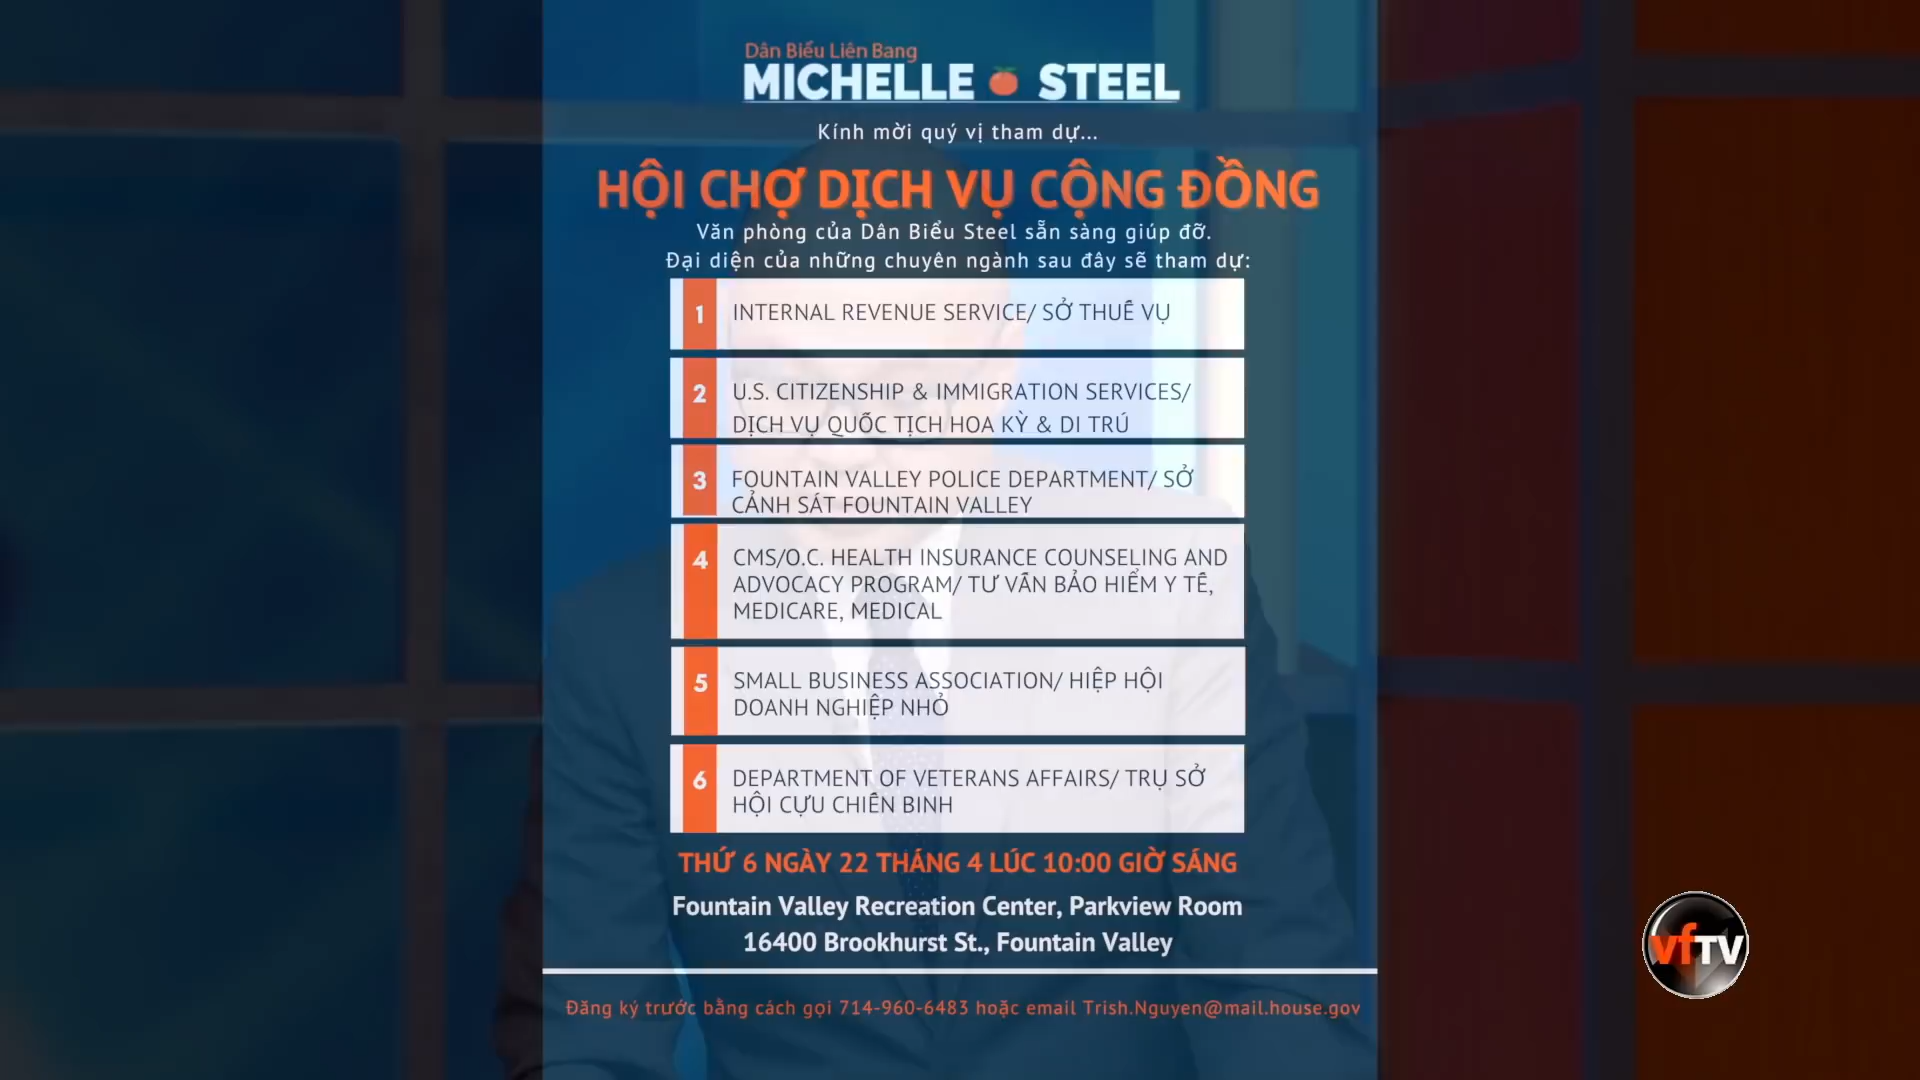 Dân Biểu Liên Bang
MICHELLE STEEL
Kính mời quý vị tham dự...
HỘI CHỢ DỊCH VỤ CỘNG ĐỒNG
Văn phòng của Dân Biểu Steel sẵn sàng giúp đỡ.
Đại diện của những chuyên ngành sau đây sẽ tham dự:
1 INTERNAL REVENUE SERVICE/ SỞ THUẾ VỤ
2 U.S. CITIZENSHIP & IMMIGRATION SERVICES/
DỊCH VỤ QUỐC TỊCH HOA KỲ & DI TRÚ
3 FOUNTAIN VALLEY POLICE DEPARTMENT/ SỞ
CẢNH SÁT FOUNTAIN VALLEY
4 CMS/O.C. HEALTH INSURANCE COUNSELING AND
ADVOCACY PROGRAM/ TƯ VẤN BẢO HIỂM Y TẾ,
MEDICARE, MEDICAL
5 SMALL BUSINESS ASSOCIATION/ HIỆP HỘI
DOANH NGHIỆP NHỎ
6 DEPARTMENT OF VETERANS AFFAIRS/ TRỤ SỞ
HỘI CỰU CHIẾN BINH
THỨ 6 NGÀY 22 THÁNG 4 LÚC 10:00 GIỜ SÁNG
Fountain Valley Recreation Center, Parkview Room
16400 Brookhurst St., Fountain Valley
Đăng ký trước bằng cách gọi 714-960-6483 hoặc email Trish.Nguyen@mail.house.gov
vfTV